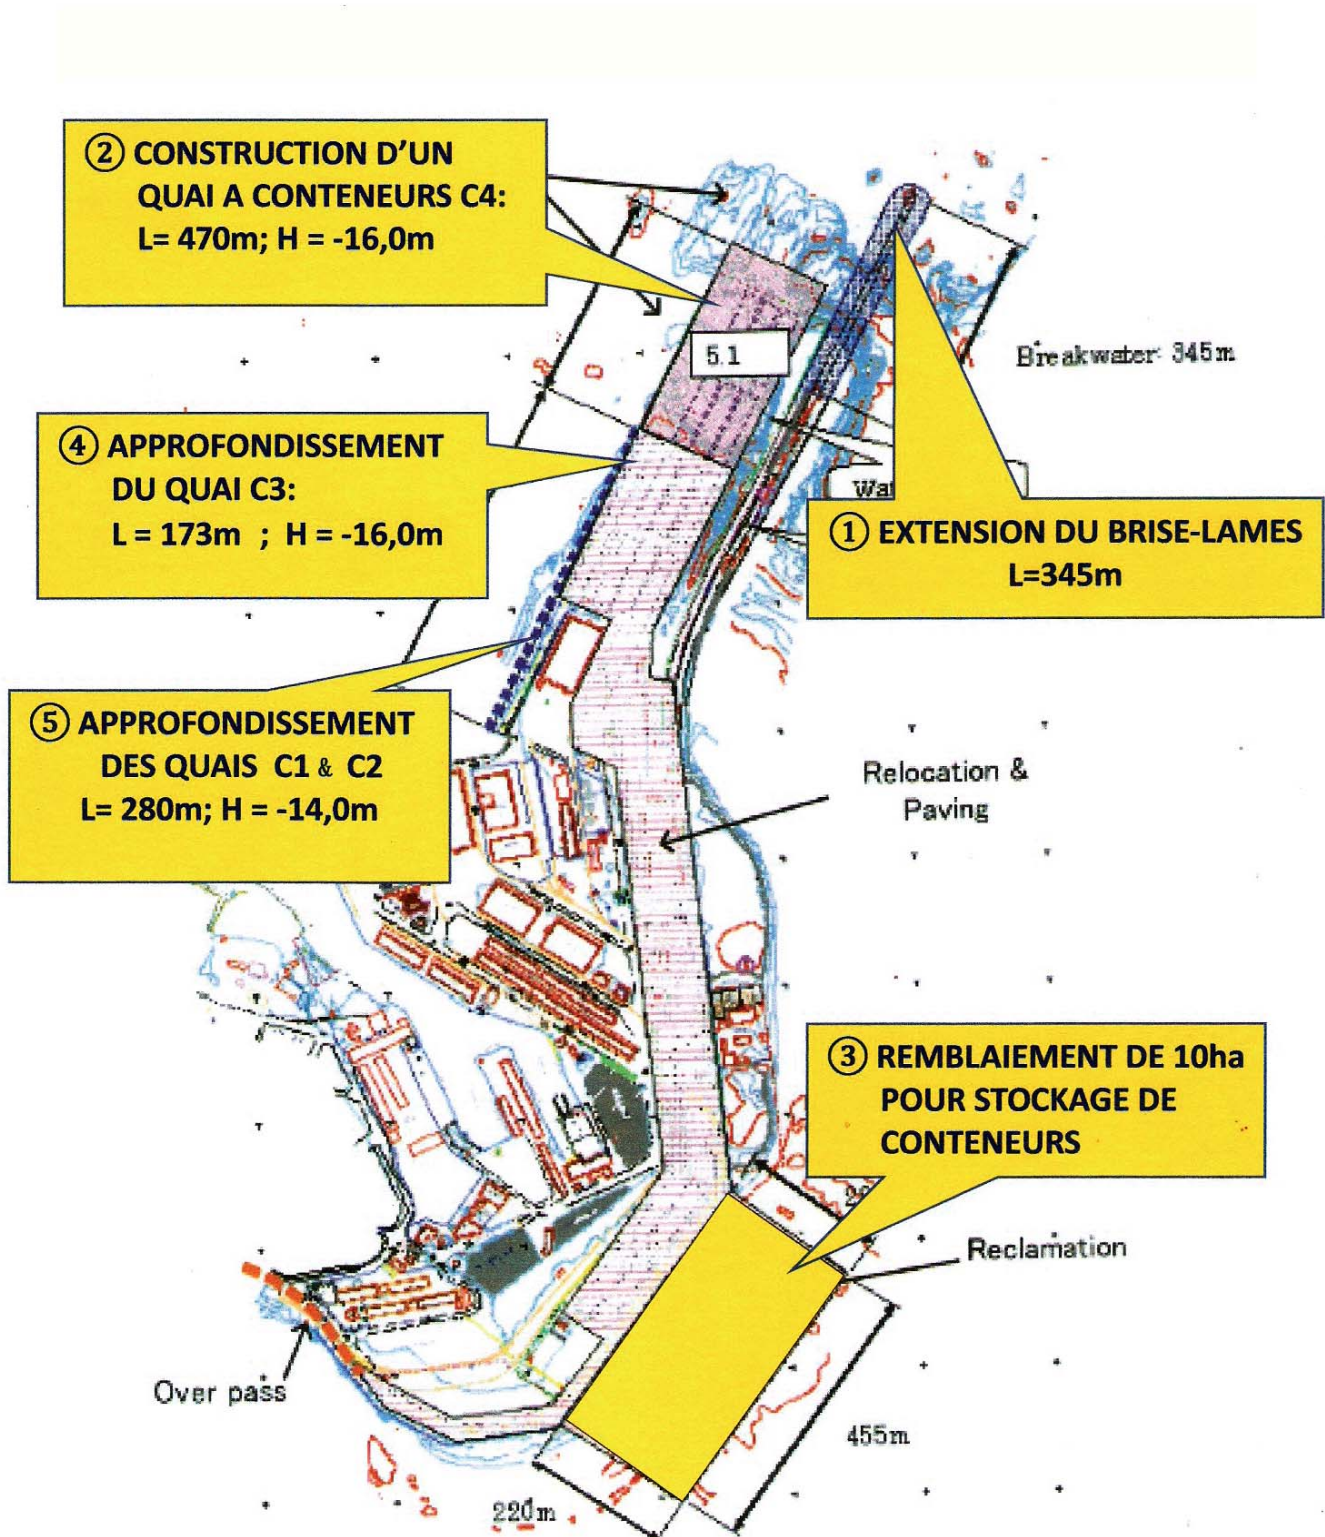 ② CONSTRUCTION D'UN
QUAI A CONTENEURS C4:
L= 470m; H = -16,0m
5.1
Breakwater: 345m
④ APPROFONDISSEMENT
DU QUAI C3:
L = 173m ; H = -16,0m
① EXTENSION DU BRISE-LAMES
L=345m
⑤ APPROFONDISSEMENT
DES QUAIS C1 & C2
L= 280m; H = -14,0m
Relocation &
Paving
③ REMBLAIEMENT DE 10ha
POUR STOCKAGE DE
CONTENEURS
Reclamation
Over pass
455m
220m